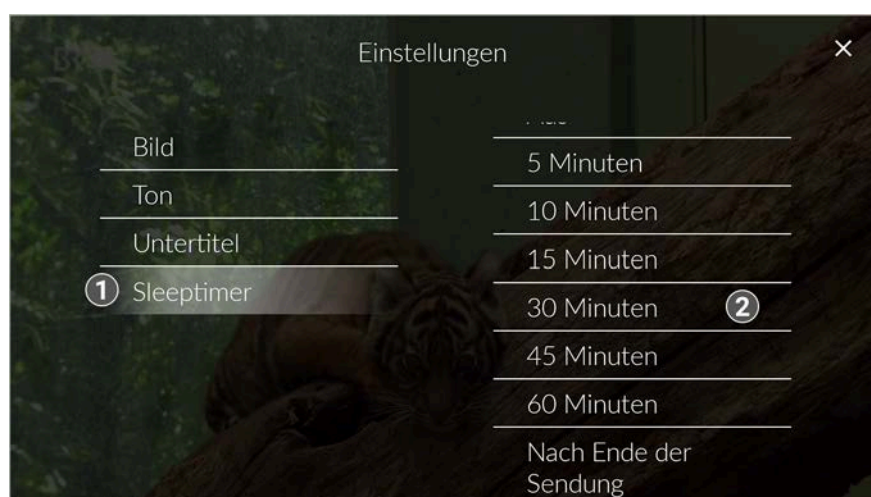 Einstellungen
×
Bild
Ton
Untertitel
1 Sleeptimer
5 Minuten
10 Minuten
15 Minuten
30 Minuten 2
45 Minuten
60 Minuten
Nach Ende der
Sendung